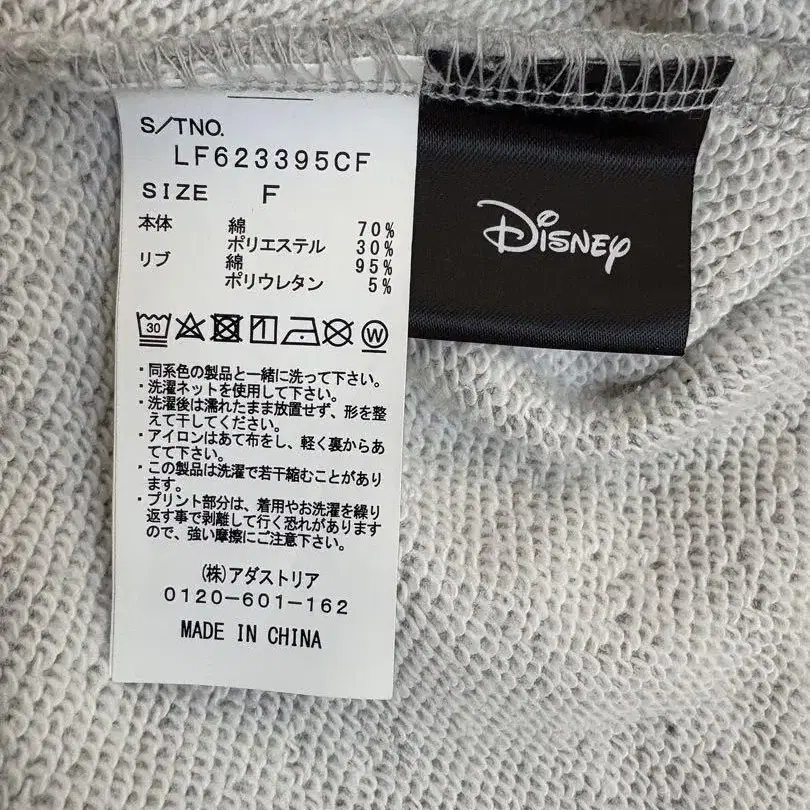 S/TNO.
LF623395CF
SIZE F
本体 綿 70%
ポリエステル 30%
リブ 綿 95%
ポリウレタン 5%
30
W
・同系色の製品と一緒に洗って下さい。
・洗濯ネットを使用して下さい。
・洗濯後は濡れたまま放置せず、形を整
えて干してください。
・アイロンはあて布をし、軽く裏からあ
てて下さい。
・この製品は洗濯で若干縮むことがあり
ます。
・プリント部分は、着用やお洗濯を繰り
返す事で剥離して行く恐れがあります
ので、強い摩擦にご注意下さい。
(株)アダストリア
0120-601-162
MADE IN CHINA
Disney